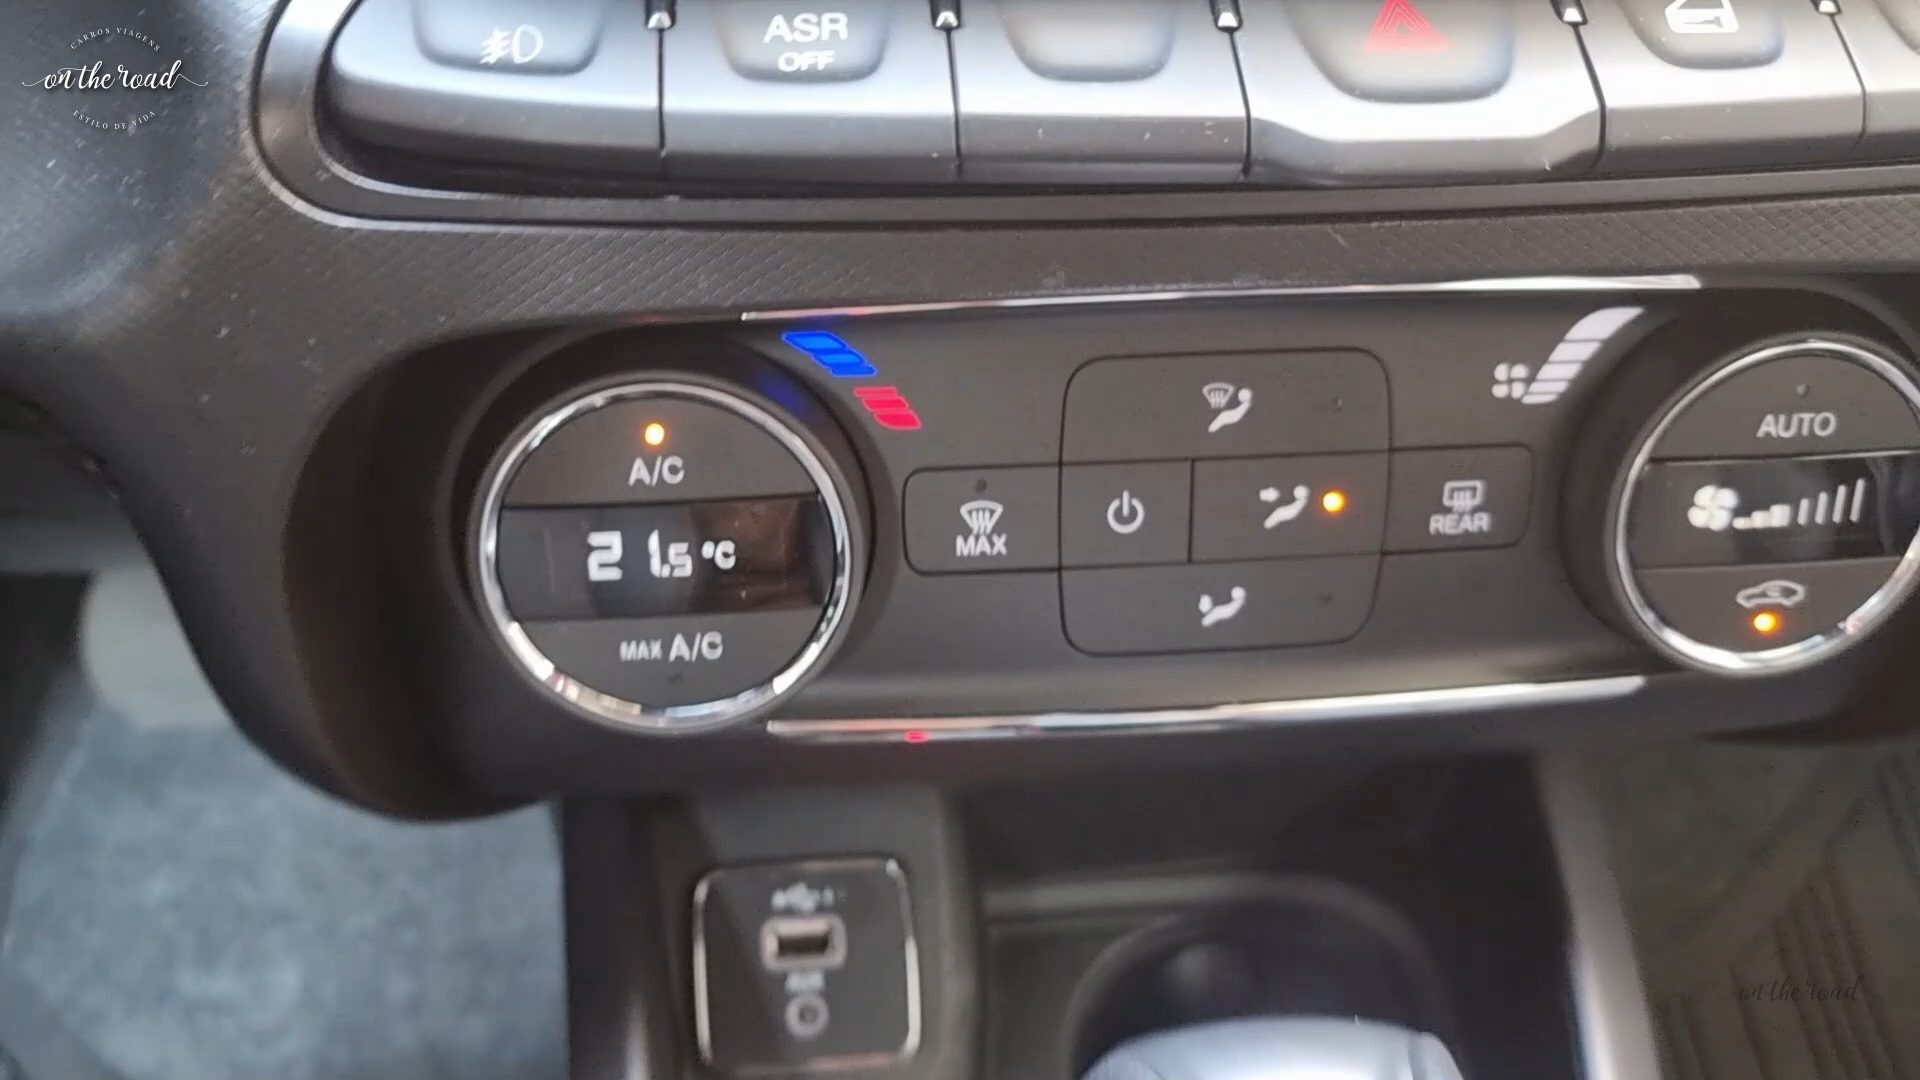 CARROS VIAGENS
on the road
ESTILO DE VIDA
ASR
OFF
A/C
21.5 °C
MAX A/C
MAX
REAR
AUTO
AUX
on the road